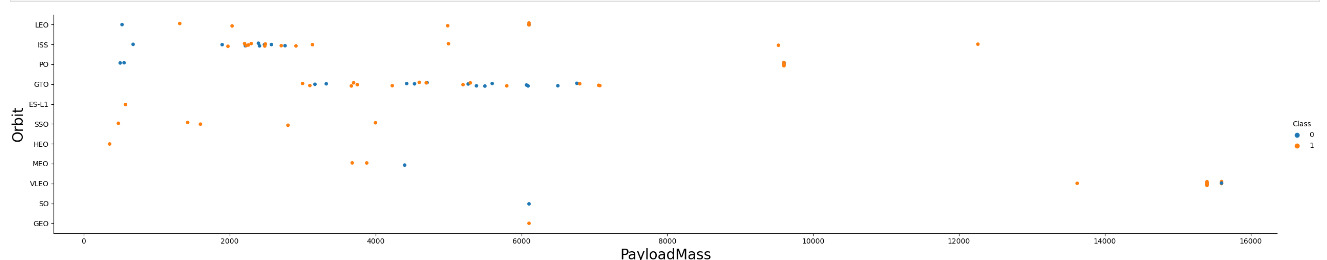 LEO
ISS
PO
GTO
ES-L1
SSO
HEO
MEO
VLEO
SO
GEO
Orbit
0 2000 4000 6000 8000 10000 12000 14000 16000
PayloadMass
Class
0
1